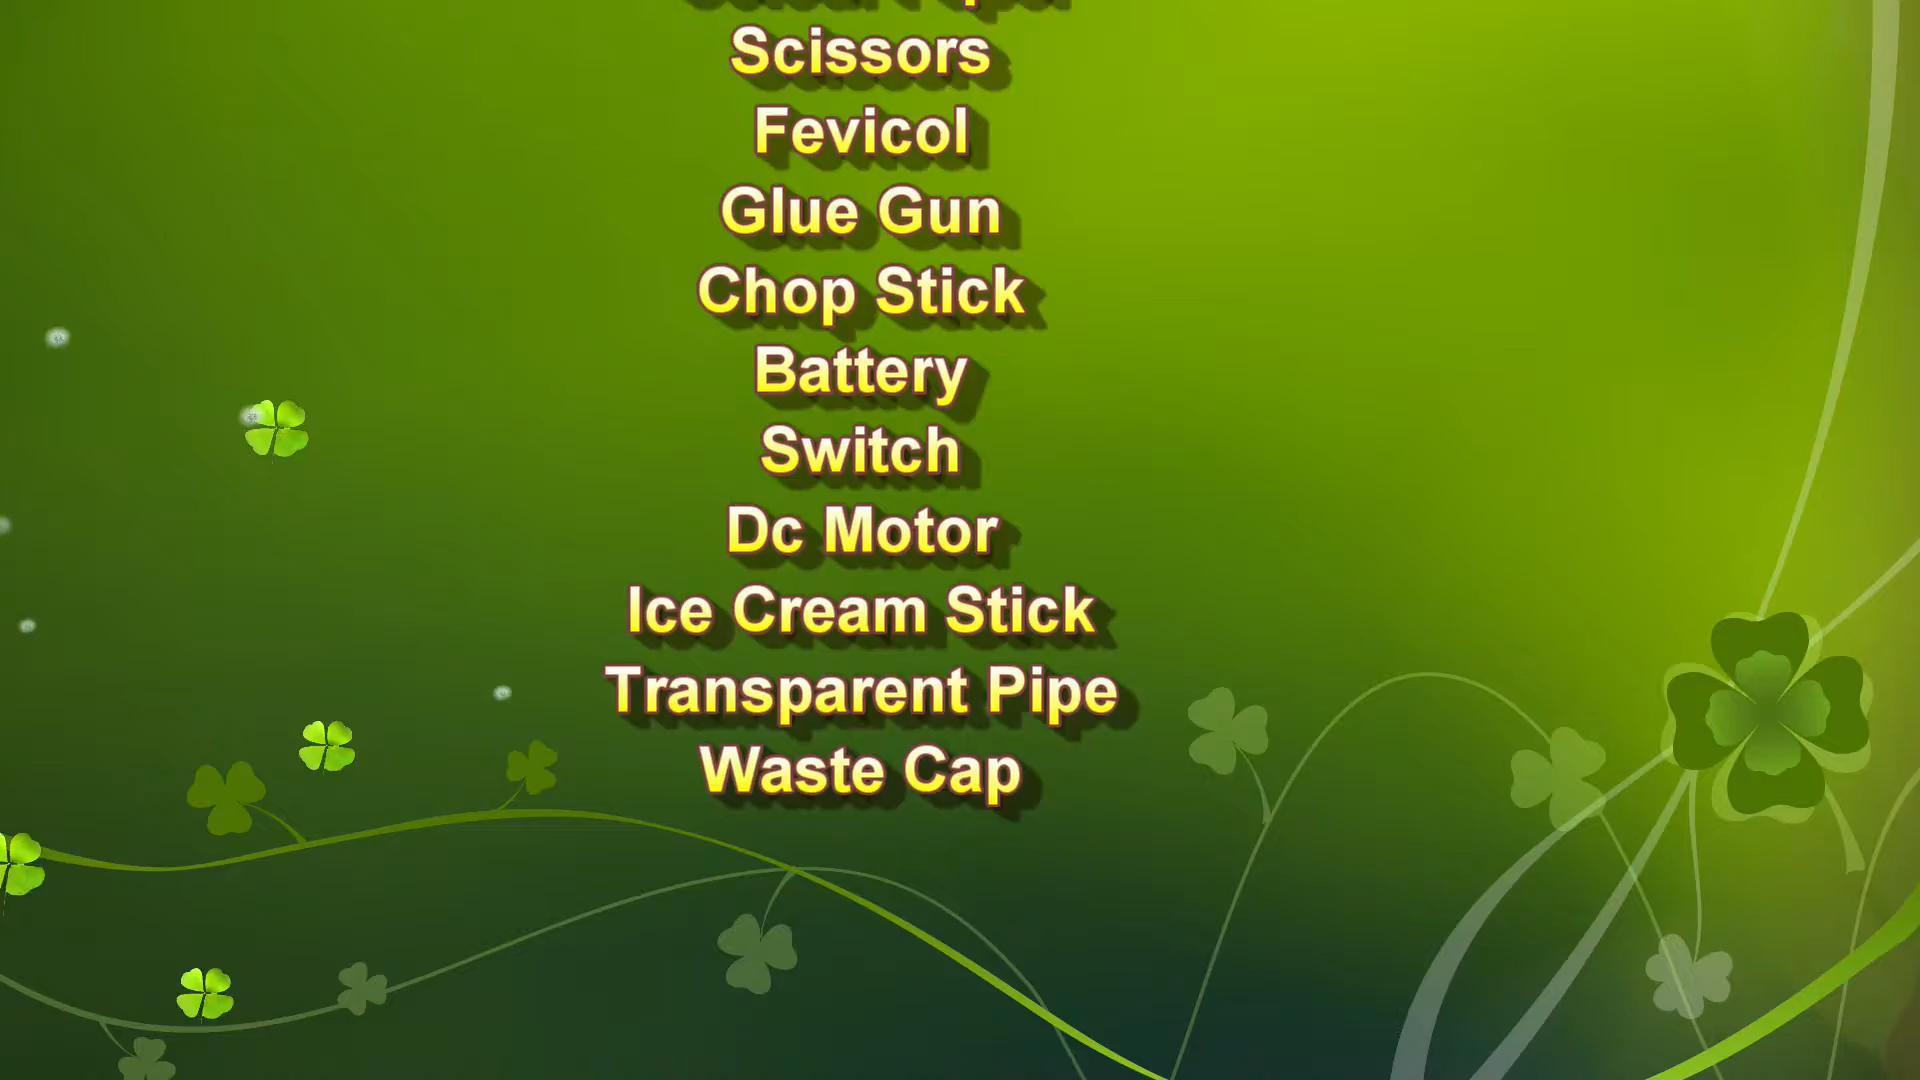 Scissors
Fevicol
Glue Gun
Chop Stick
Battery
Switch
Dc Motor
Ice Cream Stick
Transparent Pipe
Waste Cap